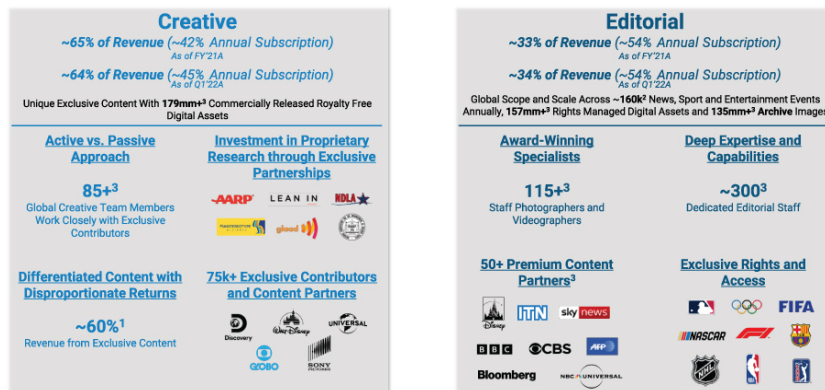 Creative
~65% of Revenue (~42% Annual Subscription)
As of FY'21A
~64% of Revenue (~45% Annual Subscription)
As of Q1'22A
Unique Exclusive Content With 179mm+3 Commercially Released Royalty Free
Digital Assets
Active vs. Passive
Approach
85+3
Global Creative Team Members
Work Closely with Exclusive
Contributors
Investment in Proprietary
Research through Exclusive
Partnerships
AARP LEAN IN NDLA
glaad
Differentiated Content with
Disproportionate Returns
~60%1
Revenue from Exclusive Content
75k+ Exclusive Contributors
and Content Partners
Discovery Walt Disney UNIVERSAL
GLOBO SONY
Editorial
~33% of Revenue (~54% Annual Subscription)
As of FY'21A
~34% of Revenue (~54% Annual Subscription)
As of Q1'22A
Global Scope and Scale Across ~160k2 News, Sport and Entertainment Events
Annually, 157mm+3 Rights Managed Digital Assets and 135mm+3 Archive Images
Award-Winning
Specialists
115+3
Staff Photographers and
Videographers
Deep Expertise and
Capabilities
~3003
Dedicated Editorial Staff
50+ Premium Content
Partners3
Disney ITN sky news
BBC CBS AFP
Bloomberg NBCUNIVERSAL
Exclusive Rights and
Access
FIFA
NASCAR F1
NHL NBA